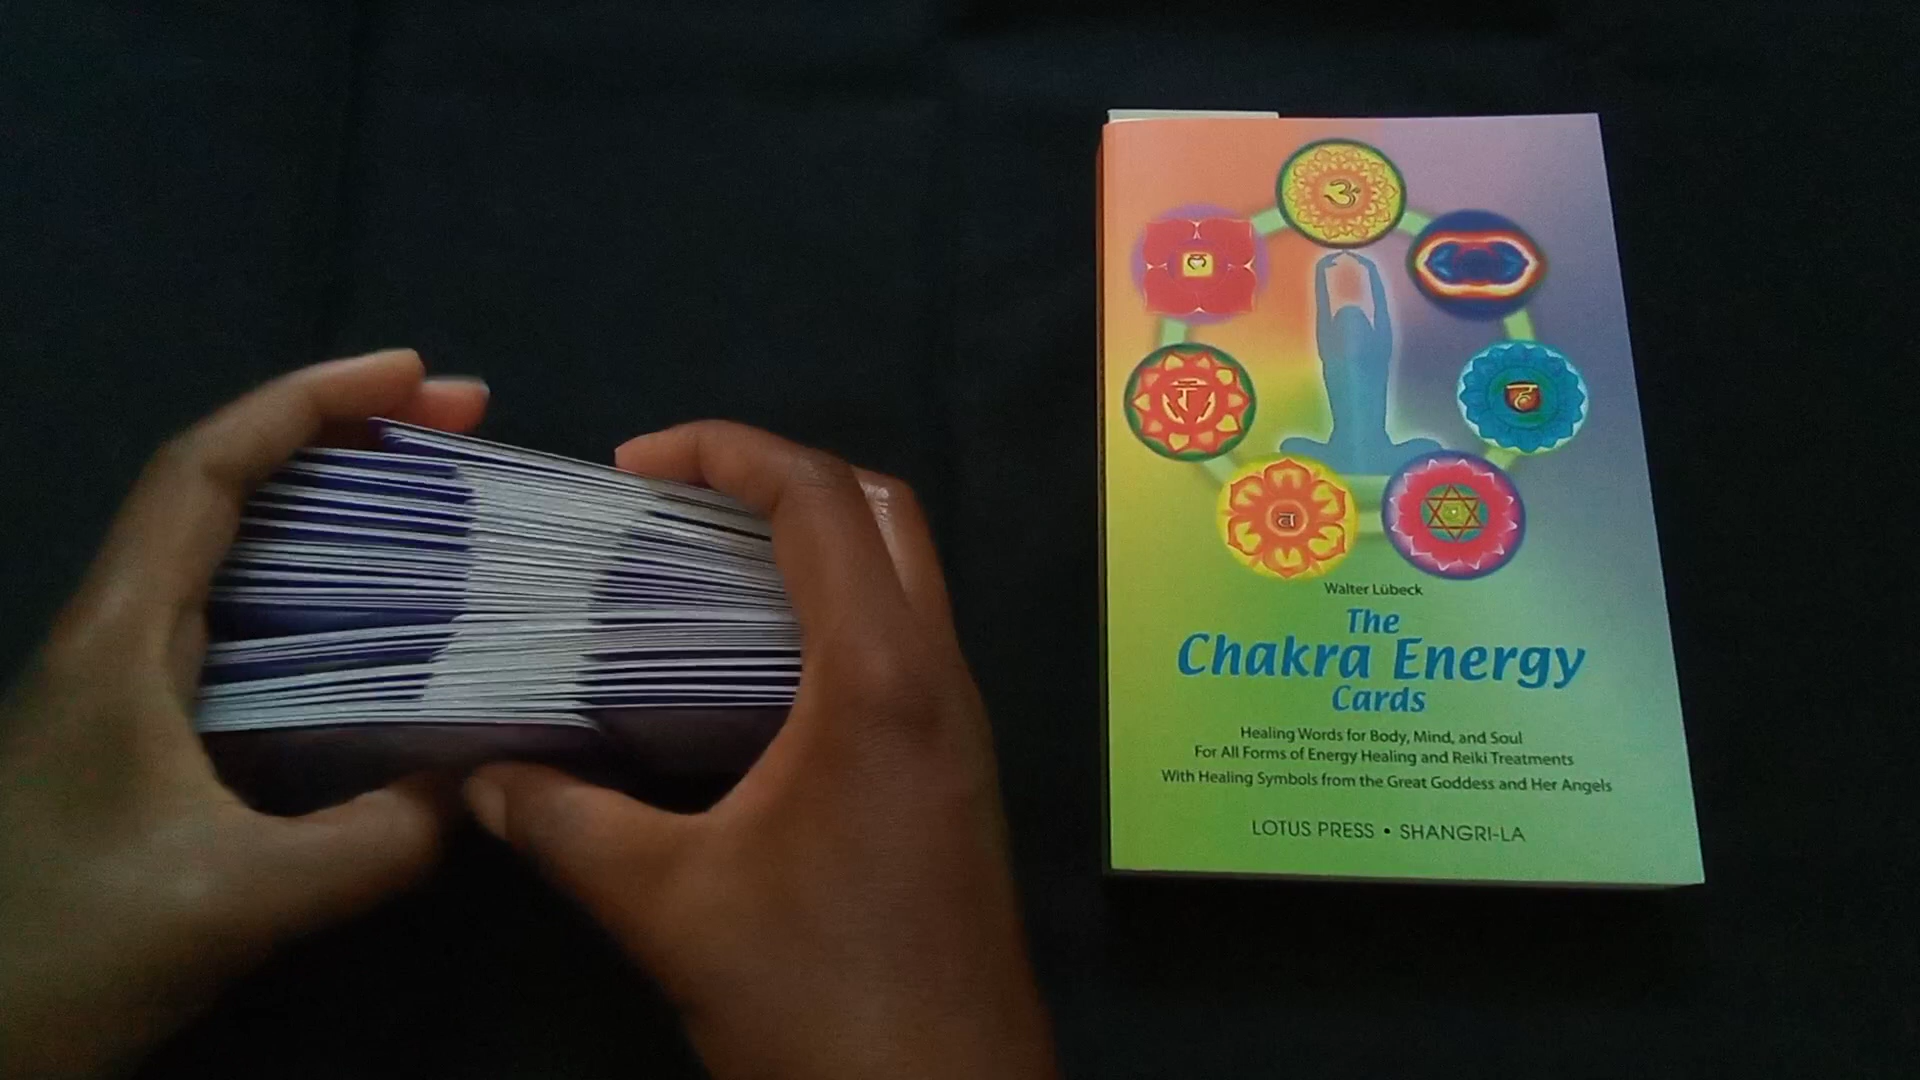 ॐ
लं
रं
हं
वं
Walter Lübeck
The
Chakra Energy
Cards
Healing Words for Body, Mind, and Soul
For All Forms of Energy Healing and Reiki Treatments
With Healing Symbols from the Great Goddess and Her Angels
LOTUS PRESS • SHANGRI-LA